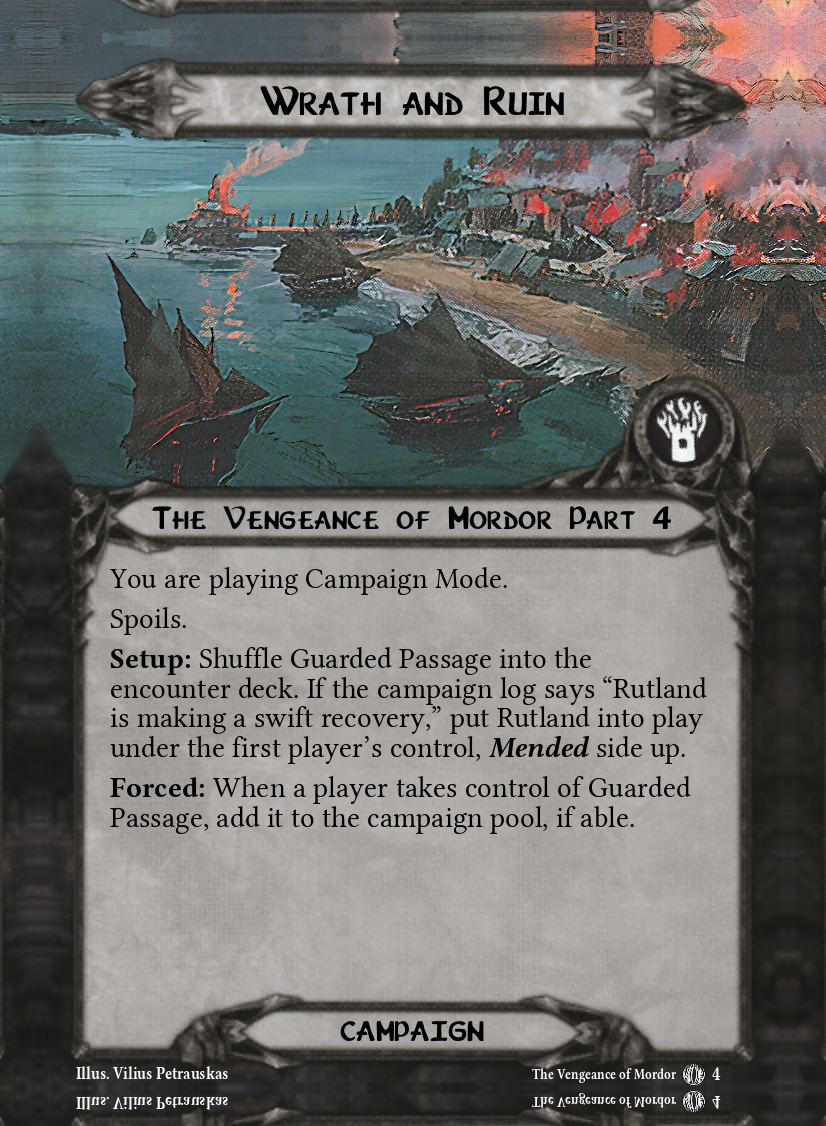 Wrath and Ruin
The Vengeance of Mordor Part 4
You are playing Campaign Mode.
Spoils.
Setup: Shuffle Guarded Passage into the
encounter deck. If the campaign log says “Rutland
is making a swift recovery,” put Rutland into play
under the first player’s control, Mended side up.
Forced: When a player takes control of Guarded
Passage, add it to the campaign pool, if able.
CAMPAIGN
Illus. Vilius Petrauskas
The Vengeance of Mordor 4
Illus. Vilius Petrauskas
The Vengeance of Mordor 4